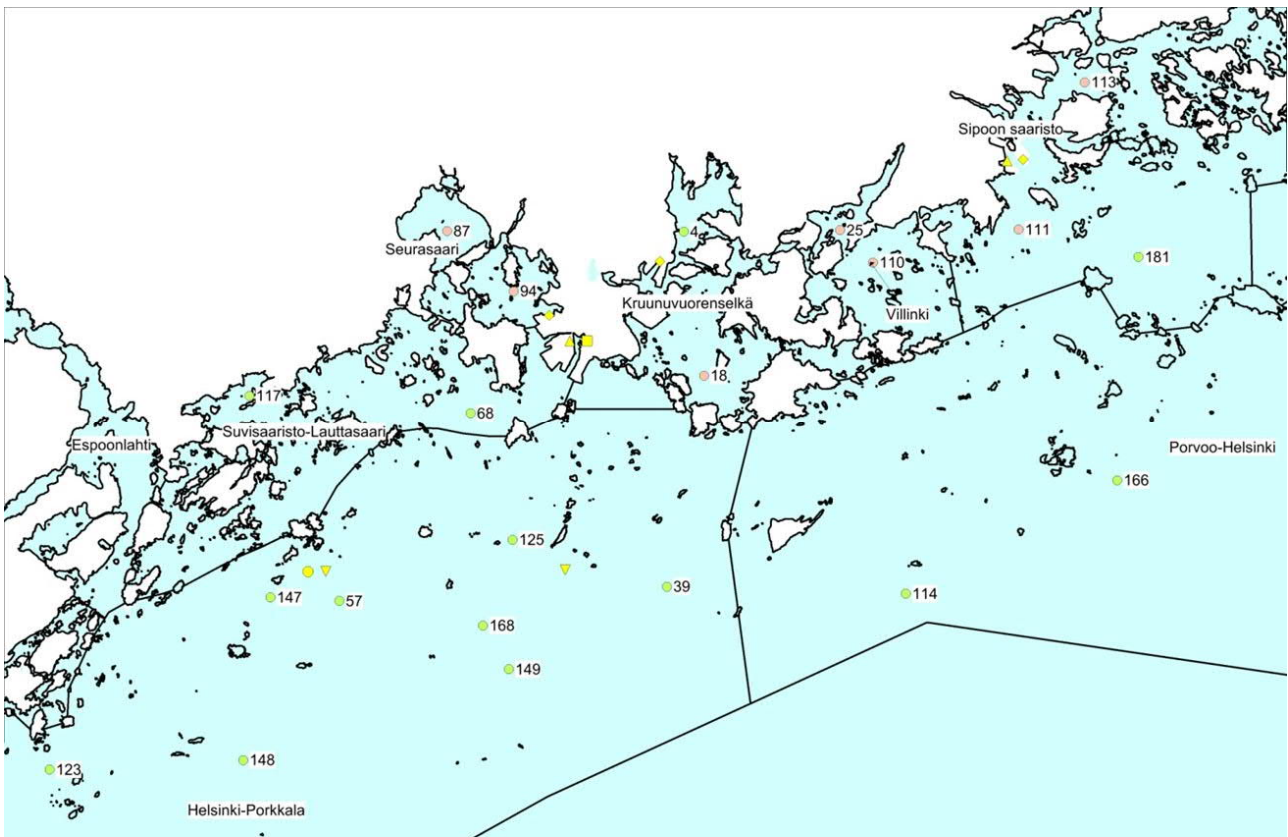 113
Sipoon saaristo
87
4
25
111
Seurasaari
181
110
94
Kruunuvuorenselkä
Villinki
18
117
68
Suvisaaristo-Lauttasaari
Espoonlahti
Porvoo-Helsinki
166
125
39
114
147
57
168
149
148
123
Helsinki-Porkkala